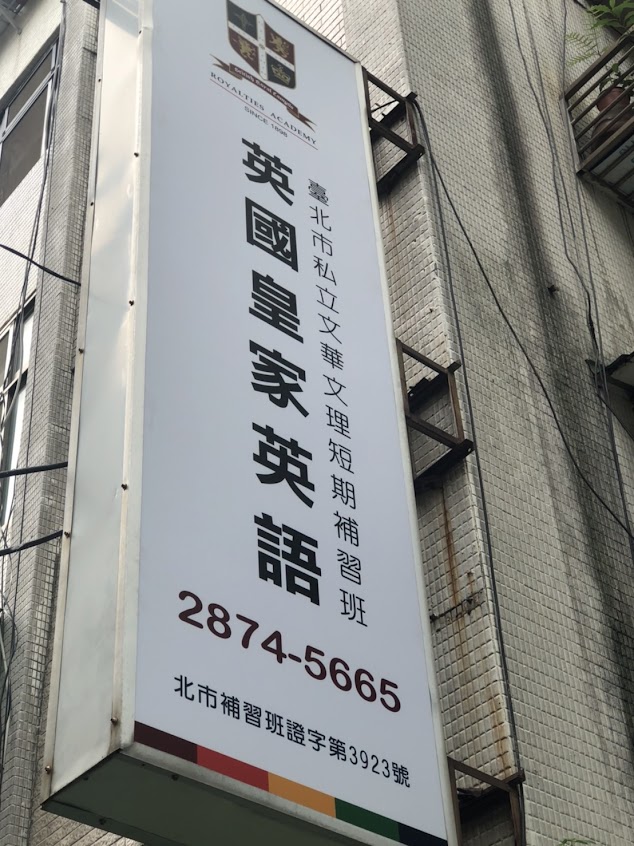 ROYALTIES ACADEMY
SINCE 1896
英國皇家英語
臺北市私立文華文理短期補習班
2874-5665
北市補習班證字第3923號